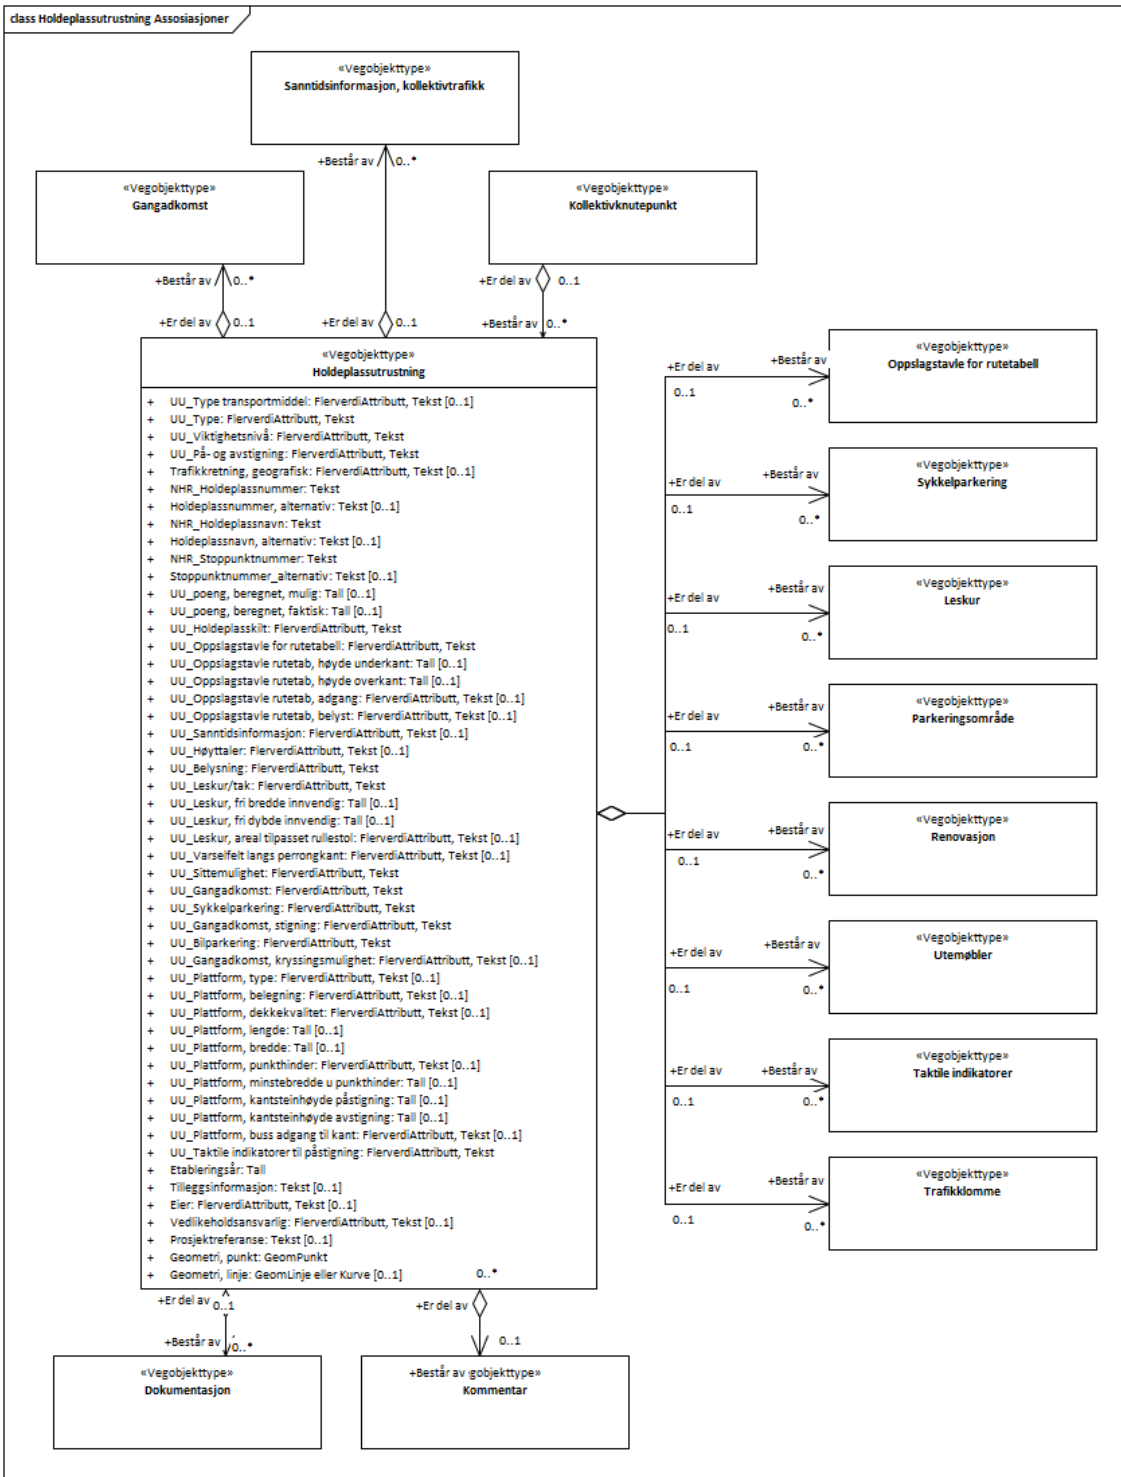 class Holdeplassutrustning Assosiasjoner
«Vegobjekttype»
Sanntidsinformasjon, kollektivtrafikk
+Består av
0..*
«Vegobjekttype»
Gangadkomst
«Vegobjekttype»
Kollektivknutepunkt
+Består av
0..*
+Er del av
0..1
+Er del av
0..1
+Er del av
0..1
+Består av
0..*
«Vegobjekttype»
Holdeplassutrustning
+ UU_Type transportmiddel: FlerverdiAttributt, Tekst [0..1]
+ UU_Type: FlerverdiAttributt, Tekst
+ UU_Viktighetsnivå: FlerverdiAttributt, Tekst
+ UU_På- og avstigning: FlerverdiAttributt, Tekst
+ Trafikkretning, geografisk: FlerverdiAttributt, Tekst [0..1]
+ NHR_Holdeplassnummer: Tekst
+ Holdeplassnummer, alternativ: Tekst [0..1]
+ NHR_Holdeplassnavn: Tekst
+ Holdeplassnavn, alternativ: Tekst [0..1]
+ NHR_Stoppunktnummer: Tekst
+ Stoppunktnummer_alternativ: Tekst [0..1]
+ UU_poeng, beregnet, mulig: Tall [0..1]
+ UU_poeng, beregnet, faktisk: Tall [0..1]
+ UU_Holdeplasskilt: FlerverdiAttributt, Tekst
+ UU_Oppslagstavle for rutetabell: FlerverdiAttributt, Tekst
+ UU_Oppslagstavle rutetab, høyde underkant: Tall [0..1]
+ UU_Oppslagstavle rutetab, høyde overkant: Tall [0..1]
+ UU_Oppslagstavle rutetab, adgang: FlerverdiAttributt, Tekst [0..1]
+ UU_Oppslagstavle rutetab, belyst: FlerverdiAttributt, Tekst [0..1]
+ UU_Sanntidsinformasjon: FlerverdiAttributt, Tekst [0..1]
+ UU_Høyttaler: FlerverdiAttributt, Tekst [0..1]
+ UU_Belysning: FlerverdiAttributt, Tekst
+ UU_Leskur/tak: FlerverdiAttributt, Tekst
+ UU_Leskur, fri bredde innvendig: Tall [0..1]
+ UU_Leskur, fri dybde innvendig: Tall [0..1]
+ UU_Leskur, areal tilpasset rullestol: FlerverdiAttributt, Tekst [0..1]
+ UU_Varselfelt langs perrongkant: FlerverdiAttributt, Tekst [0..1]
+ UU_Sittemulighet: FlerverdiAttributt, Tekst
+ UU_Gangadkomst: FlerverdiAttributt, Tekst
+ UU_Sykkelparkering: FlerverdiAttributt, Tekst
+ UU_Gangadkomst, stigning: FlerverdiAttributt, Tekst
+ UU_Bilparkering: FlerverdiAttributt, Tekst
+ UU_Gangadkomst, kryssingsmulighet: FlerverdiAttributt, Tekst [0..1]
+ UU_Plattform, type: FlerverdiAttributt, Tekst [0..1]
+ UU_Plattform, belegning: FlerverdiAttributt, Tekst [0..1]
+ UU_Plattform, dekkekvalitet: FlerverdiAttributt, Tekst [0..1]
+ UU_Plattform, lengde: Tall [0..1]
+ UU_Plattform, bredde: Tall [0..1]
+ UU_Plattform, punkthinder: FlerverdiAttributt, Tekst [0..1]
+ UU_Plattform, minstebredde u punkthinder: Tall [0..1]
+ UU_Plattform, kantsteinhøyde påstigning: Tall [0..1]
+ UU_Plattform, kantsteinhøyde avstigning: Tall [0..1]
+ UU_Plattform, buss adgang til kant: FlerverdiAttributt, Tekst [0..1]
+ UU_Taktile indikatorer til påstigning: FlerverdiAttributt, Tekst
+ Etableringsår: Tall
+ Tilleggsinformasjon: Tekst [0..1]
+ Eier: FlerverdiAttributt, Tekst [0..1]
+ Vedlikeholdsansvarlig: FlerverdiAttributt, Tekst [0..1]
+ Prosjektreferanse: Tekst [0..1]
+ Geometri, punkt: GeomPunkt
+ Geometri, linje: GeomLinje eller Kurve [0..1]
+Er del av
0..1
+Består av
0..*
«Vegobjekttype»
Oppslagstavle for rutetabell
+Er del av
0..1
+Består av
0..*
«Vegobjekttype»
Sykkelparkering
+Er del av
0..1
+Består av
0..*
«Vegobjekttype»
Leskur
+Er del av
0..1
+Består av
0..*
«Vegobjekttype»
Parkeringsområde
+Er del av
0..1
+Består av
0..*
«Vegobjekttype»
Renovasjon
+Er del av
0..1
+Består av
0..*
«Vegobjekttype»
Utemøbler
+Er del av
0..1
+Består av
0..*
«Vegobjekttype»
Taktile indikatorer
+Er del av
0..1
+Består av
0..*
«Vegobjekttype»
Trafikklomme
+Er del av
0..1
+Består av
0..*
«Vegobjekttype»
Dokumentasjon
0..*
+Er del av
0..1
+Består av gobjekttype»
Kommentar